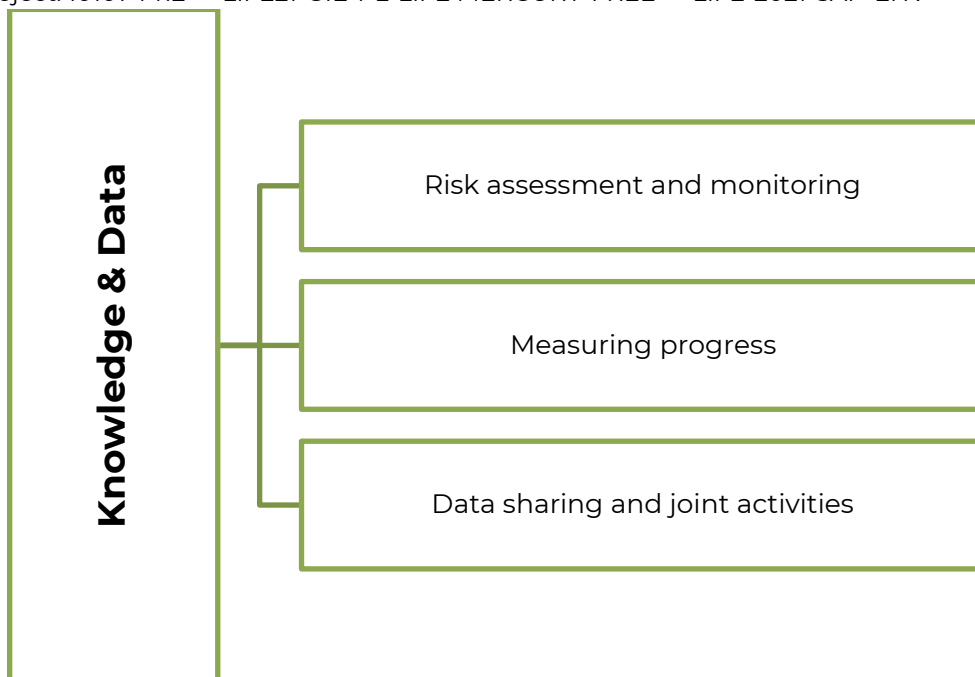 Knowledge & Data
Risk assessment and monitoring
Measuring progress
Data sharing and joint activities